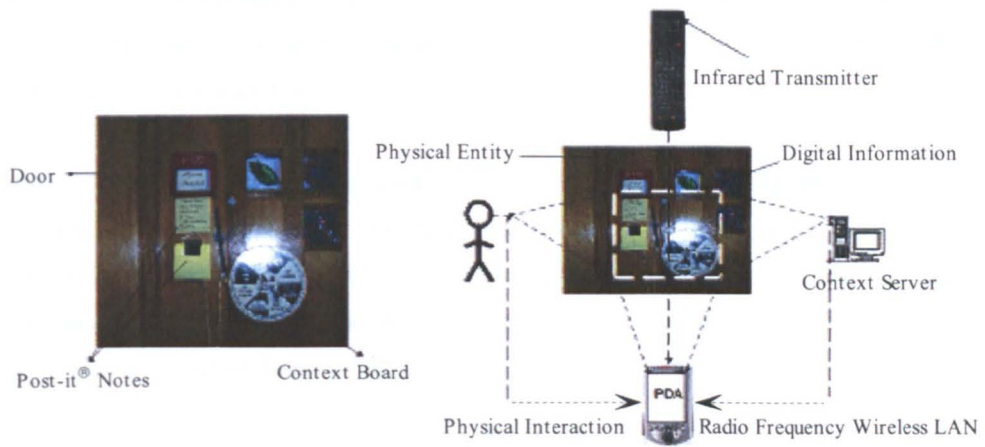 Infrared Transmitter
Physical Entity
Digital Information
Door
Context Server
Post-it® Notes
Context Board
PDA
Physical Interaction
Radio Frequency Wireless LAN